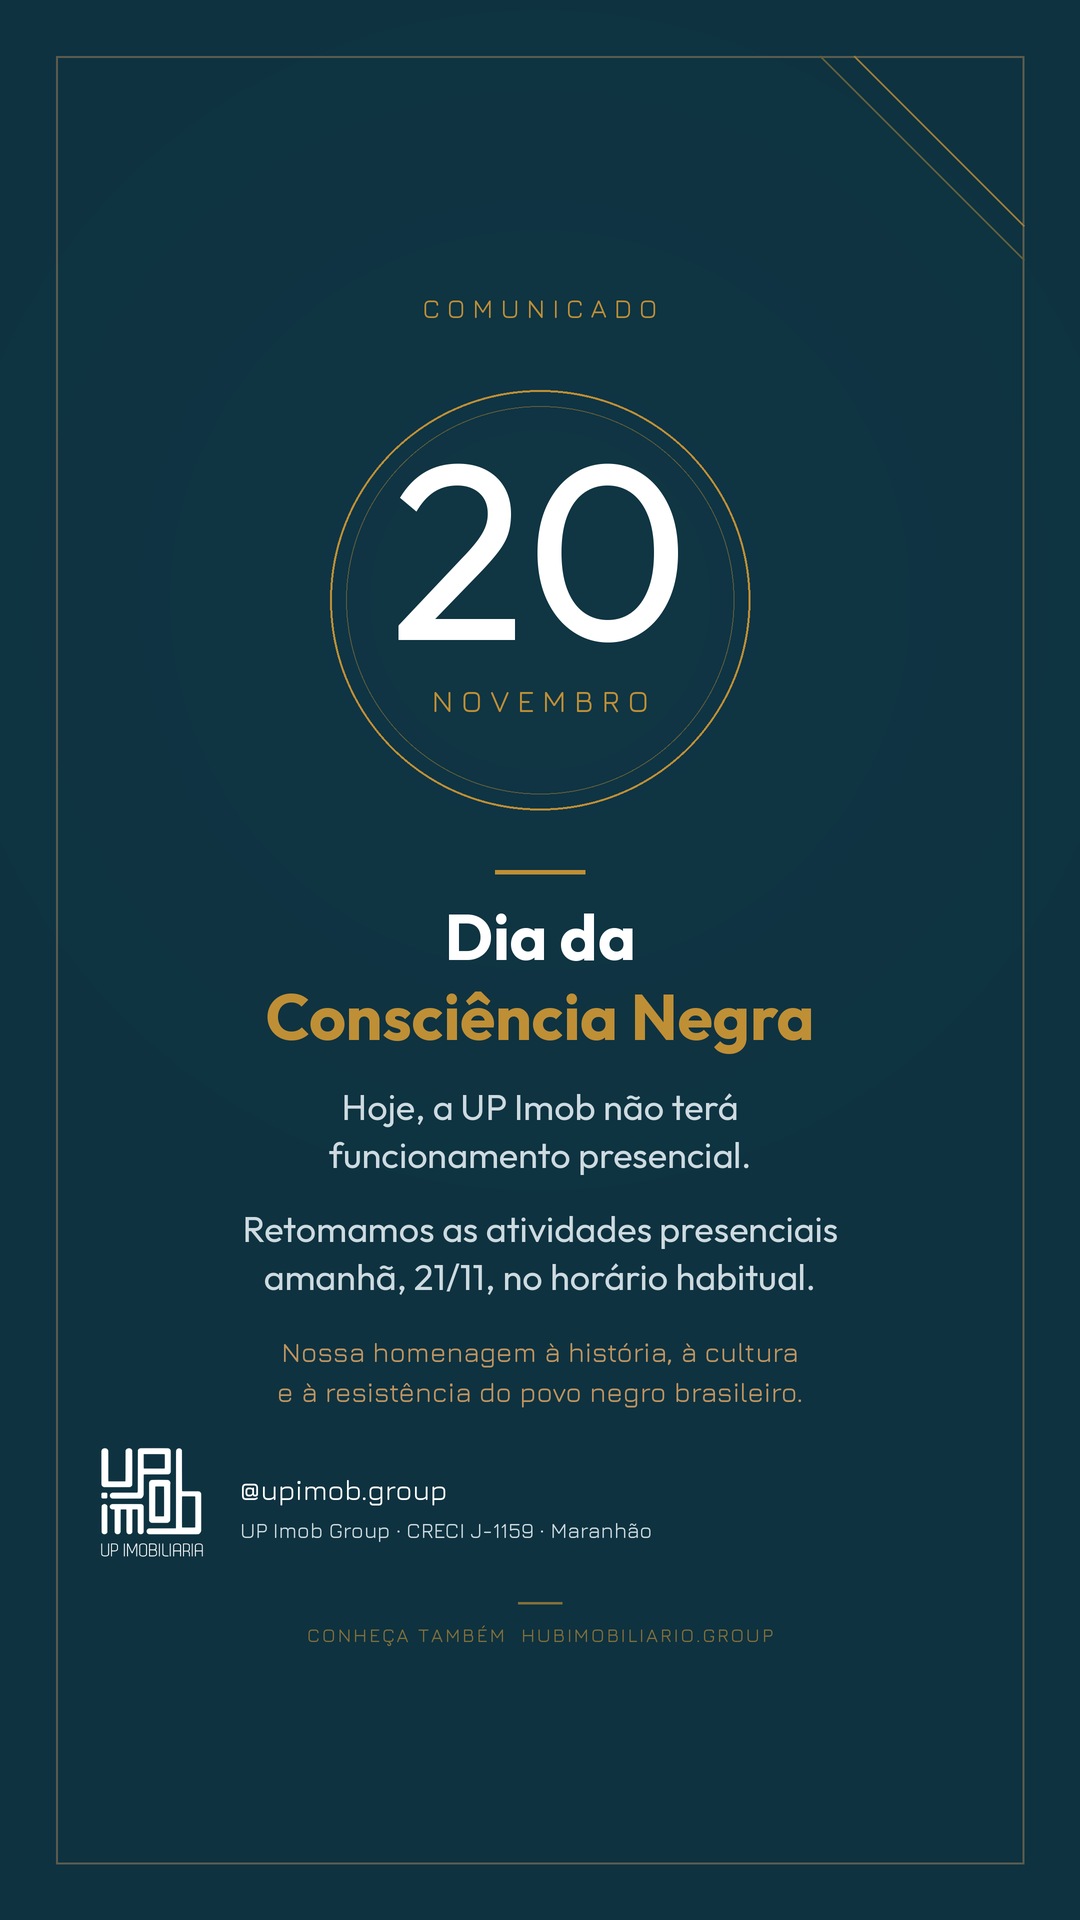 COMUNICADO
20
NOVEMBRO
Dia da
Consciência Negra
Hoje, a UP Imob não terá
funcionamento presencial.
Retomamos as atividades presenciais
amanhã, 21/11, no horário habitual.
Nossa homenagem à história, à cultura
e à resistência do povo negro brasileiro.
UP
imob
UP IMOBILIARIA
@upimob.group
UP Imob Group · CRECI J-1159 · Maranhão
CONHEÇA TAMBÉM HUBIMOBILIARIO.GROUP